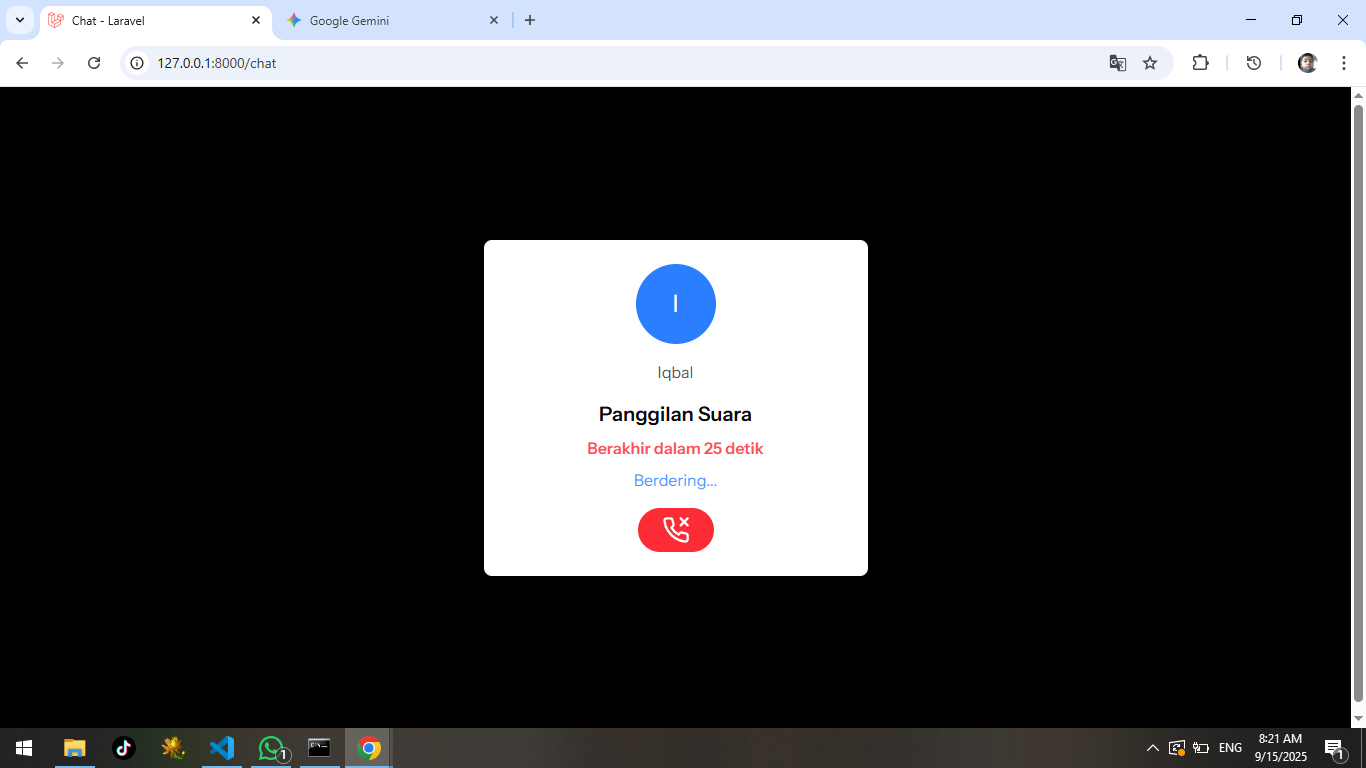 Chat - Laravel
Google Gemini
127.0.0.1:8000/chat
I
Iqbal
Panggilan Suara
Berakhir dalam 25 detik
Berdering...
1
ENG
8:21 AM
9/15/2025
1